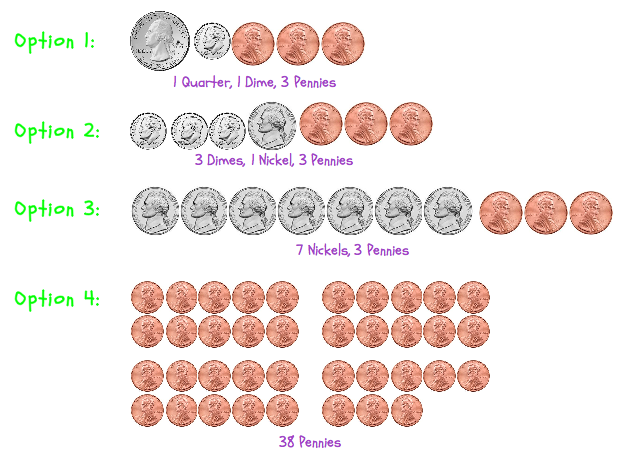 Option 1:
1 Quarter, 1 Dime, 3 Pennies
Option 2:
3 Dimes, 1 Nickel, 3 Pennies
Option 3:
7 Nickels, 3 Pennies
Option 4:
38 Pennies